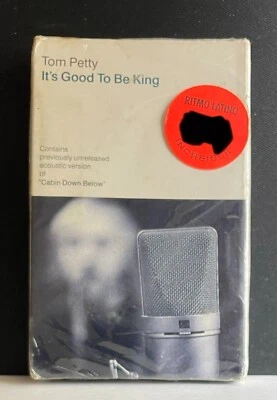 Tom Petty
It's Good To Be King
RITMO LATINO
Contains
previously unreleased
acoustic version
of
"Cabin Down Below"